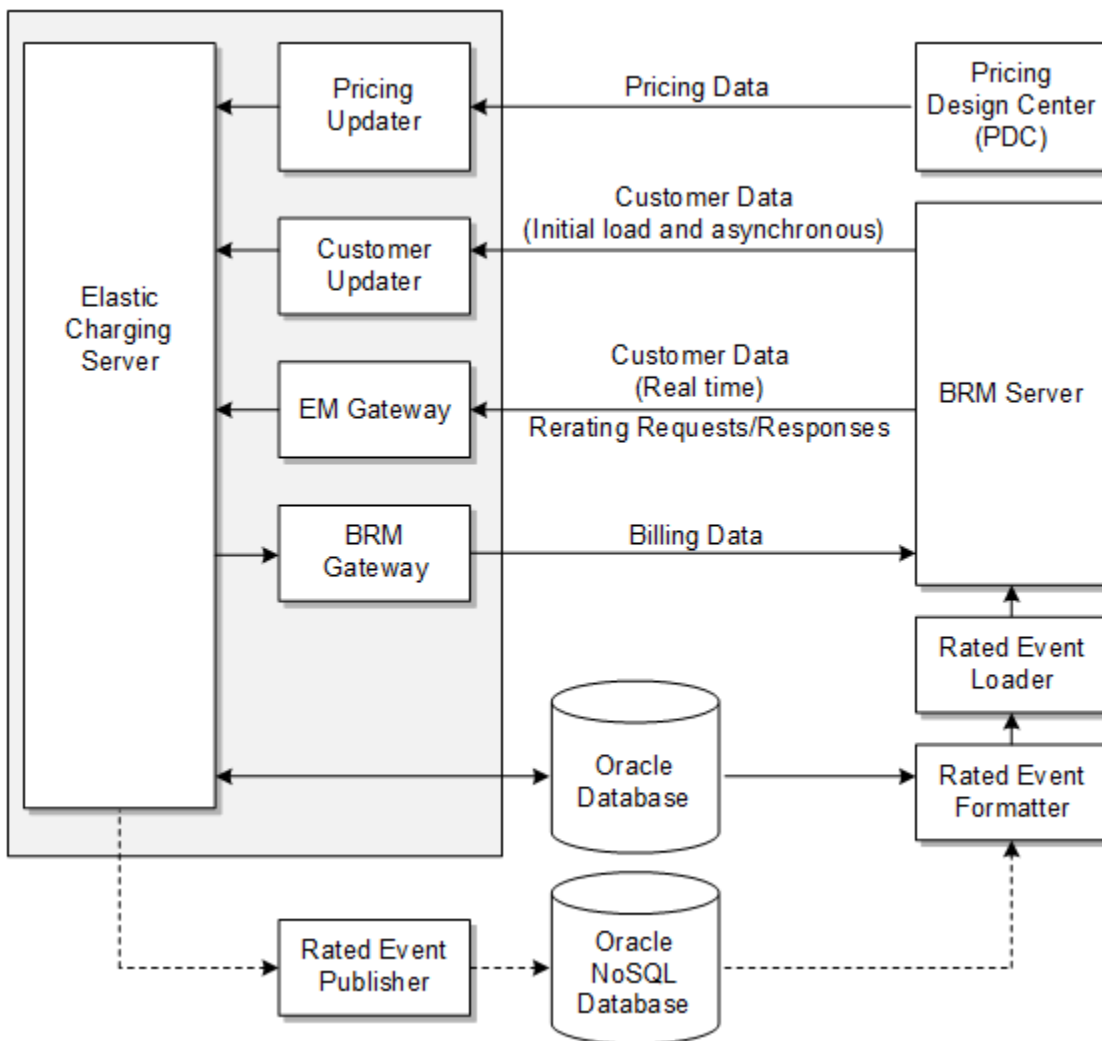 Elastic
Charging
Server
Pricing
Updater
Pricing Data
Pricing
Design Center
(PDC)
Customer
Updater
Customer Data
(Initial load and asynchronous)
BRM Server
EM Gateway
Customer Data
(Real time)
Rerating Requests/Responses
BRM
Gateway
Billing Data
Rated Event
Loader
Oracle
Database
Rated Event
Formatter
Rated Event
Publisher
Oracle
NoSQL
Database